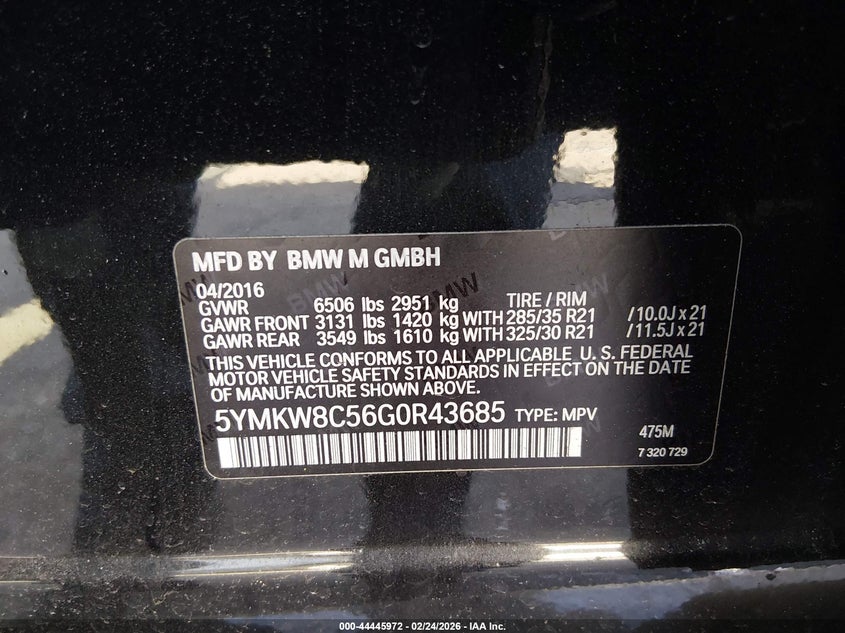 MFD BY BMW M GMBH
04/2016
GVWR 6506 lbs 2951 kg TIRE / RIM
GAWR FRONT 3131 lbs 1420 kg WITH 285/35 R21 /10.0J x 21
GAWR REAR 3549 lbs 1610 kg WITH 325/30 R21 /11.5J x 21
THIS VEHICLE CONFORMS TO ALL APPLICABLE U.S. FEDERAL
MOTOR VEHICLE SAFETY STANDARDS IN EFFECT ON THE DATE
OF MANUFACTURE SHOWN ABOVE.
5YMKW8C56G0R43685 TYPE: MPV
475M
7 320 729
000-44445972 - 02/24/2026 - IAA Inc.